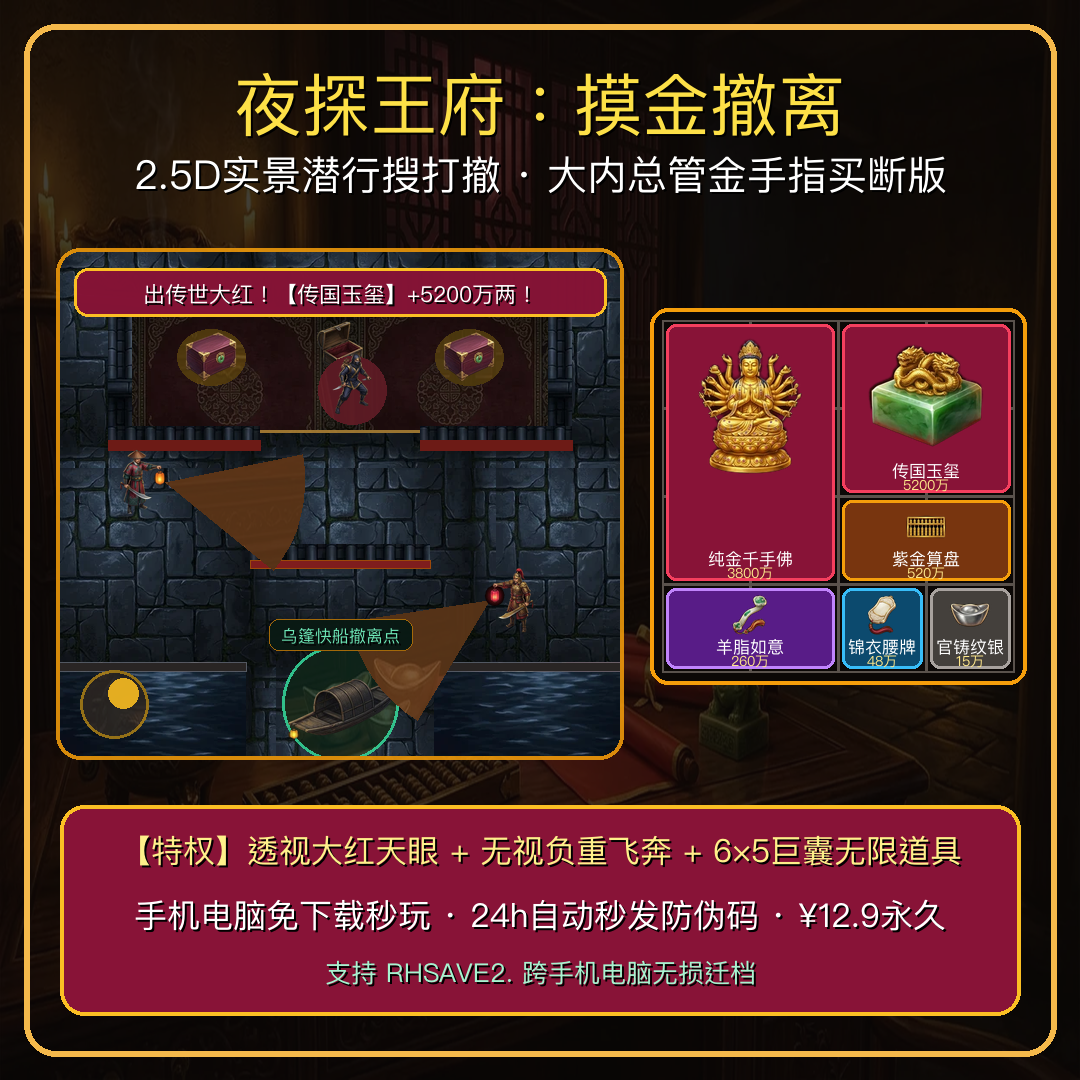 夜探王府：摸金撤离
2.5D实景潜行搜打撤 · 大内总管金手指买断版
出传世大红！【传国玉玺】+5200万两！
乌篷快船撤离点
纯金千手佛
3800万
传国玉玺
5200万
紫金算盘
520万
羊脂如意
260万
锦衣腰牌
48万
官铸纹银
15万
【特权】透视大红天眼 + 无视负重飞奔 + 6×5巨囊无限道具
手机电脑免下载秒玩 · 24h自动秒发防伪码 · ¥12.9永久
支持 RHSAVE2. 跨手机电脑无损迁档